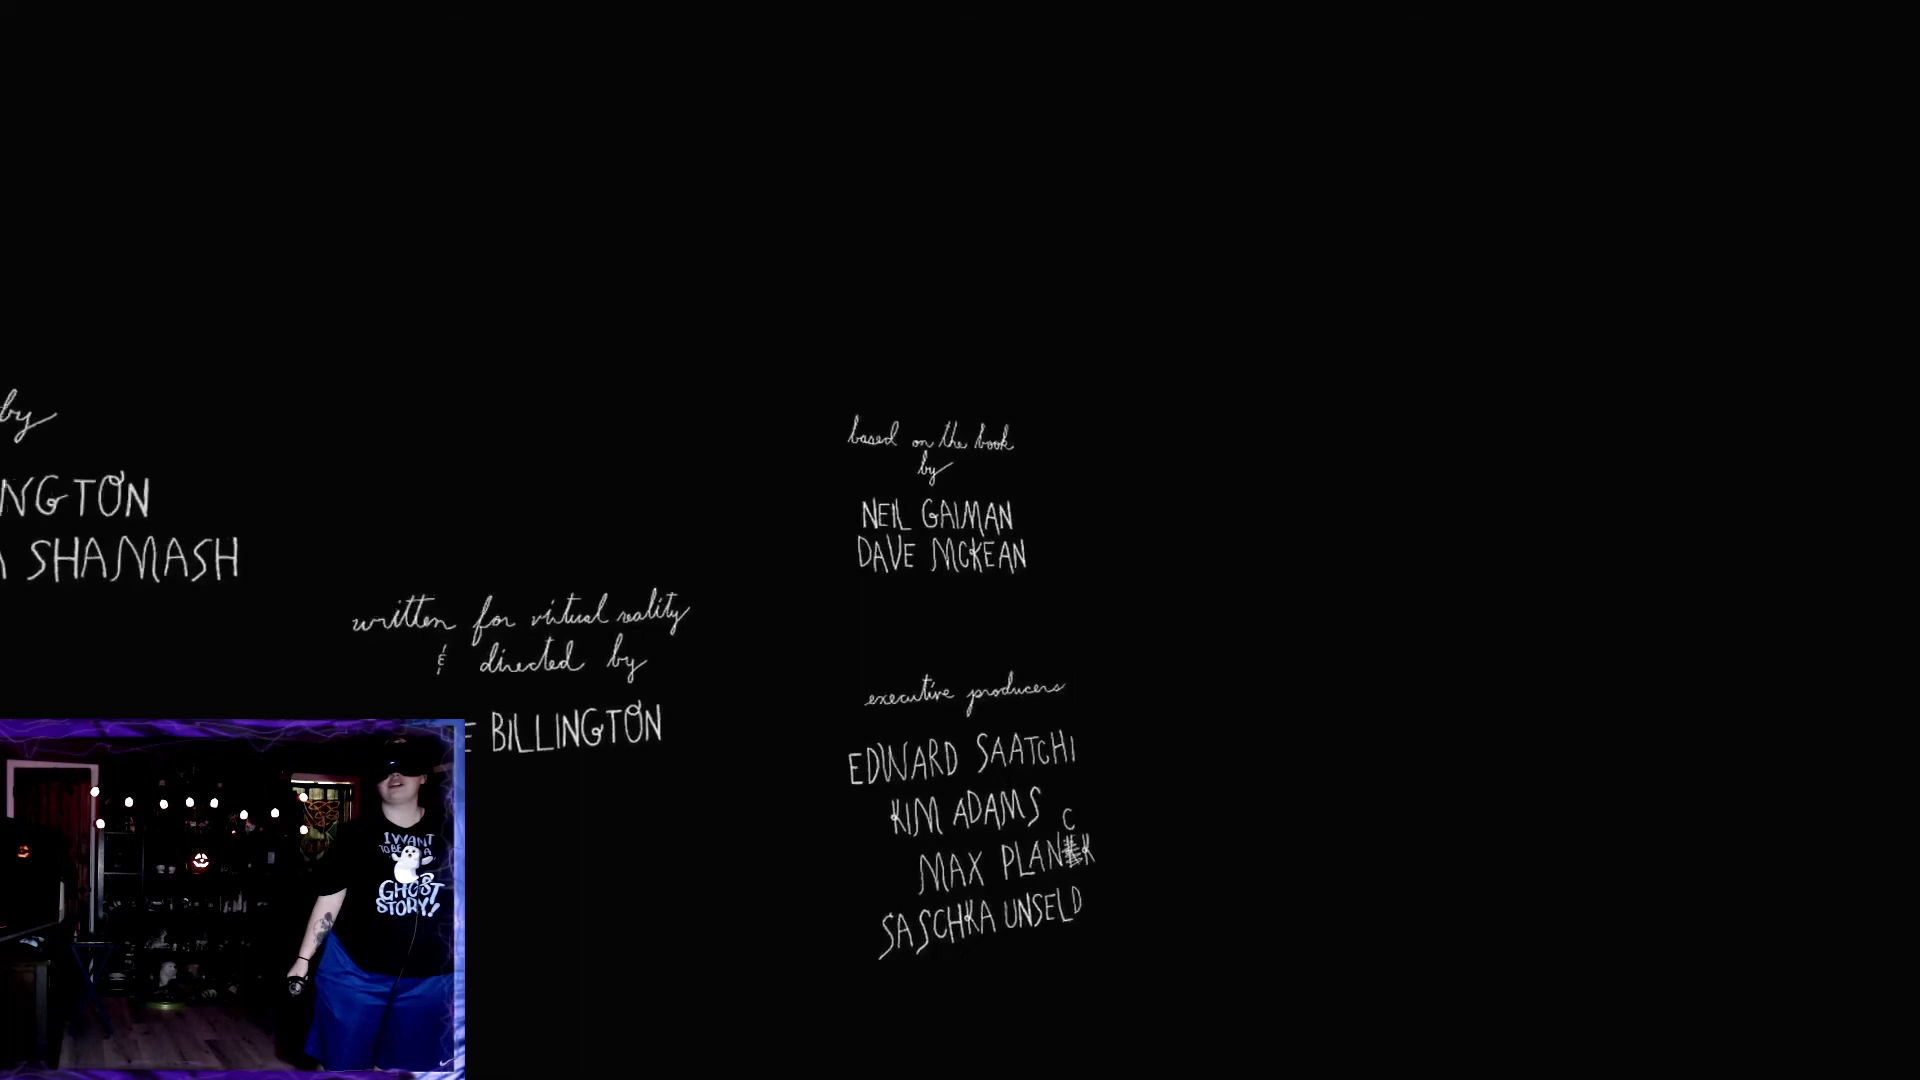 by
NGTON
SHAMASH
written for virtual reality
& directed by
E BILLINGTON
based on the book
by
NEIL GAIMAN
DAVE MCKEAN
executive producers
EDWARD SAATCHI
KIM ADAMS
C
MAX PLANK
SASCHKA UNSELD
I WANT
TO BE A
GHOST
STORY!